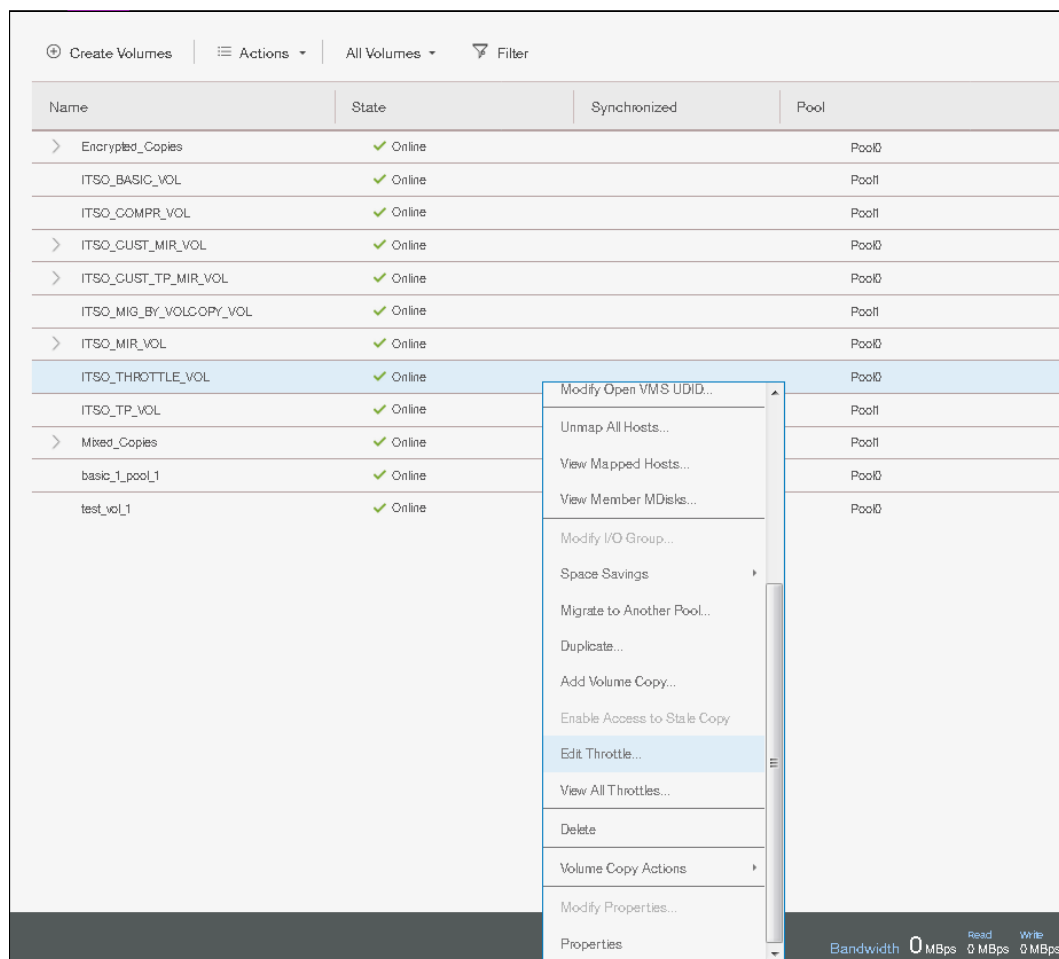 Create Volumes Actions All Volumes Filter
Name State Synchronized Pool
Encrypted_Copies Online Pool0
ITSO_BASIC_VOL Online Pool1
ITSO_COMPR_VOL Online Pool1
ITSO_CUST_MIR_VOL Online Pool0
ITSO_CUST_TP_MIR_VOL Online Pool0
ITSO_MIG_BY_VOLCOPY_VOL Online Pool1
ITSO_MIR_VOL Online Pool0
ITSO_THROTTLE_VOL Online Pool0
ITSO_TP_VOL Online Pool1
Mixed_Copies Online Pool1
basic_1_pool_1 Online Pool0
test_vol_1 Online Pool0
Modify Open VMS UDID...
Unmap All Hosts...
View Mapped Hosts...
View Member MDisks...
Modify I/O Group...
Space Savings
Migrate to Another Pool...
Duplicate...
Add Volume Copy...
Enable Access to Stale Copy
Edit Throttle...
View All Throttles...
Delete
Volume Copy Actions
Modify Properties...
Properties
Read Write
Bandwidth 0 MBps 0 MBps 0 MBps